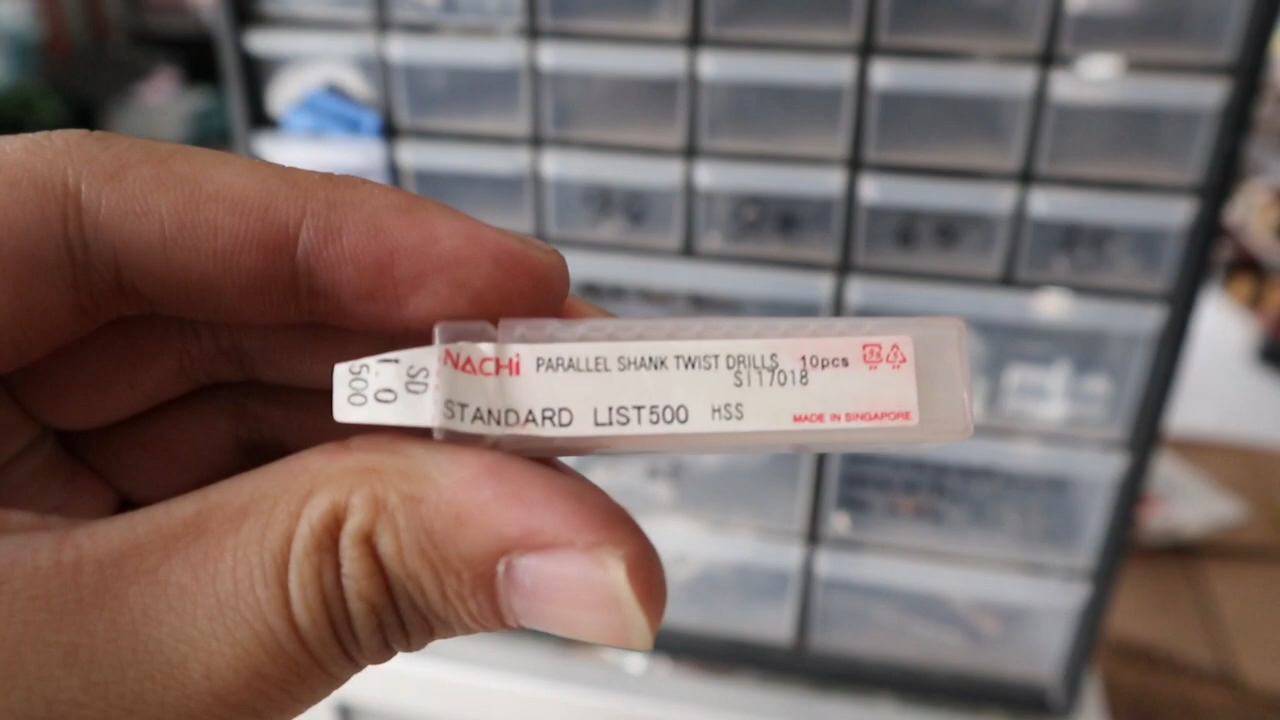 NACHi PARALLEL SHANK TWIST DRILLS 10pcs
SI17018
STANDARD LIST500 HSS
MADE IN SINGAPORE
SD
1.0
500